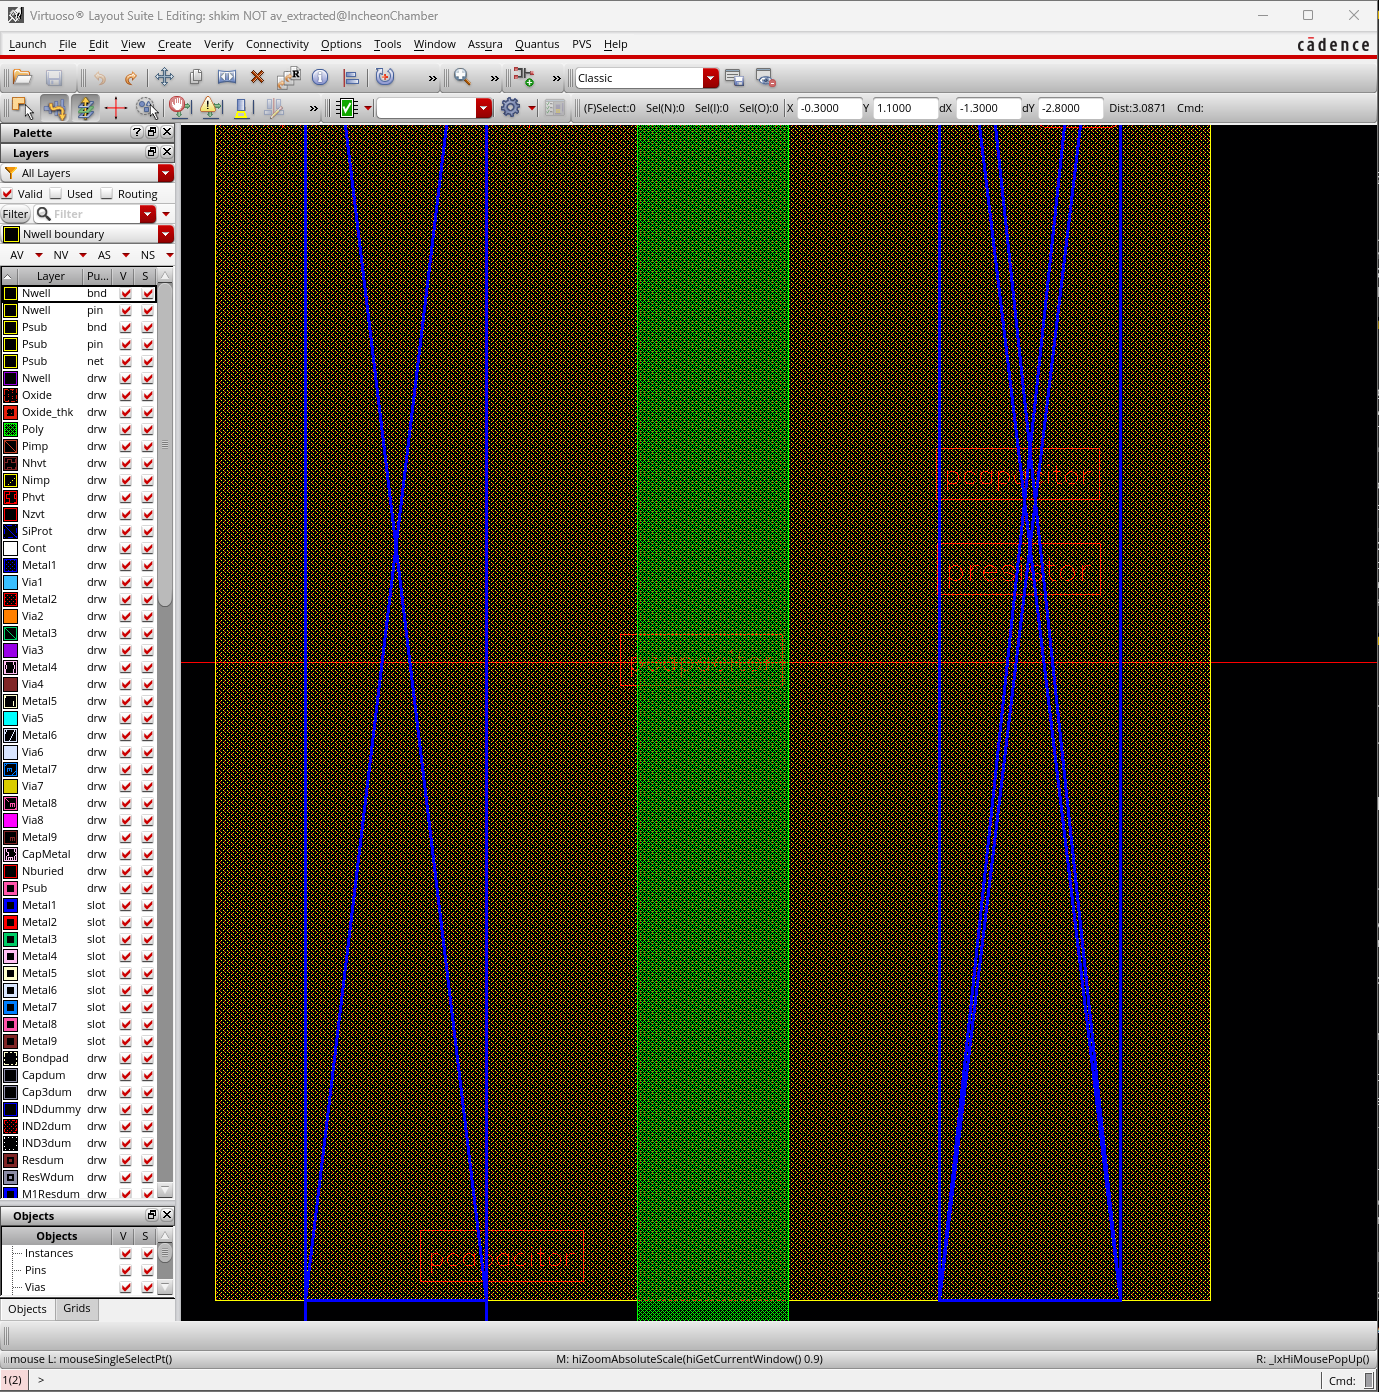 Virtuoso® Layout Suite L Editing: shkim NOT av_extracted@IncheonChamber
Launch File Edit View Create Verify Connectivity Options Tools Window Assura Quantus PVS Help
cādence
R » » » Classic
» (F)Select:0 Sel(N):0 Sel(I):0 Sel(O):0 X -0.3000 Y 1.1000 dX -1.3000 dY -2.8000 Dist:3.0871 Cmd:
Palette ?
Layers
All Layers
Valid Used Routing
Filter Filter
Nwell boundary
AV NV AS NS
Layer Pu... V S
Nwell bnd
Nwell pin
Psub bnd
Psub pin
Psub net
Nwell drw
Oxide drw
Oxide_thk drw
Poly drw
Pimp drw
Nhvt drw
Nimp drw
Phvt drw
Nzvt drw
SiProt drw
Cont drw
Metal1 drw
Via1 drw
Metal2 drw
Via2 drw
Metal3 drw
Via3 drw
Metal4 drw
Via4 drw
Metal5 drw
Via5 drw
Metal6 drw
Via6 drw
Metal7 drw
Via7 drw
Metal8 drw
Via8 drw
Metal9 drw
CapMetal drw
Nburied drw
Psub drw
Metal1 slot
Metal2 slot
Metal3 slot
Metal4 slot
Metal5 slot
Metal6 slot
Metal7 slot
Metal8 slot
Metal9 slot
Bondpad drw
Capdum drw
Cap3dum drw
INDdummy drw
IND2dum drw
IND3dum drw
Resdum drw
ResWdum drw
M1Resdum drw
Objects
Objects V S
Instances
Pins
Vias
Objects Grids
pcapacitor
presistor
pcapacitor
mouse L: mouseSingleSelectPt() M: hiZoomAbsoluteScale(hiGetCurrentWindow() 0.9) R: _lxHiMousePopUp()
1(2) > Cmd: